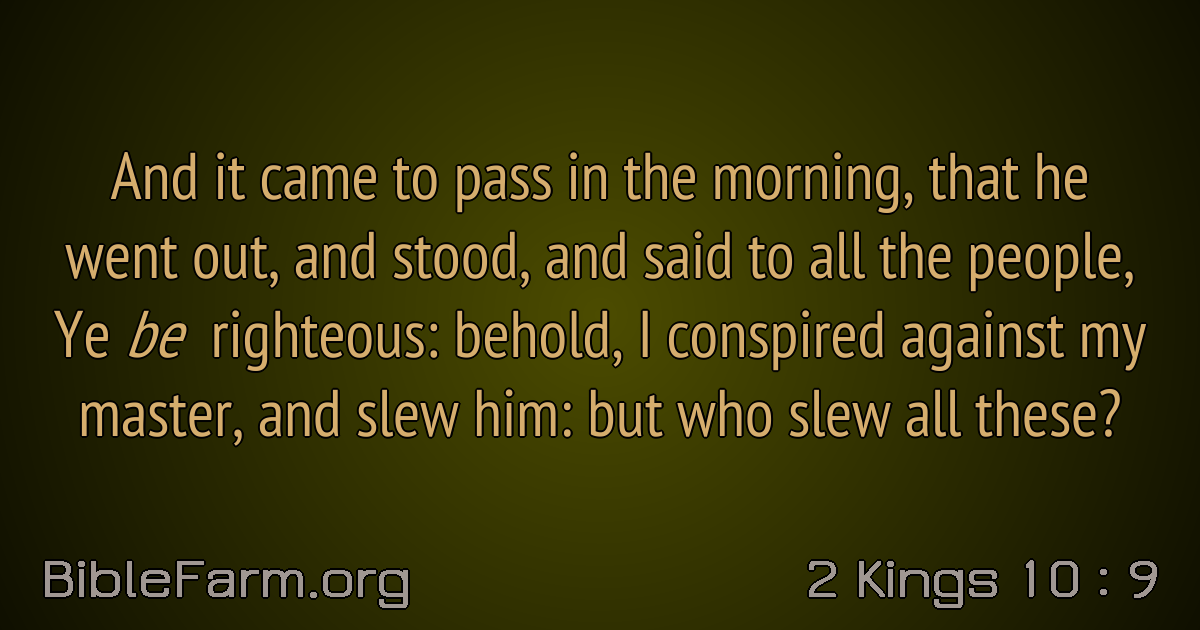 And it came to pass in the morning, that he
went out, and stood, and said to all the people,
Ye be righteous: behold, I conspired against my
master, and slew him: but who slew all these?
BibleFarm.org
2 Kings 10 : 9